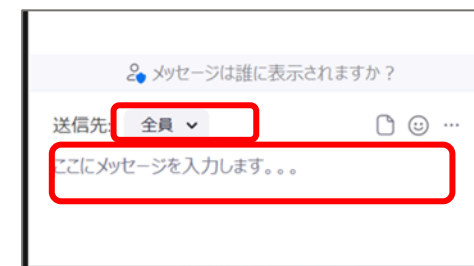 メッセージは誰に表示されますか？
送信先: 全員
ここにメッセージを入力します。。。